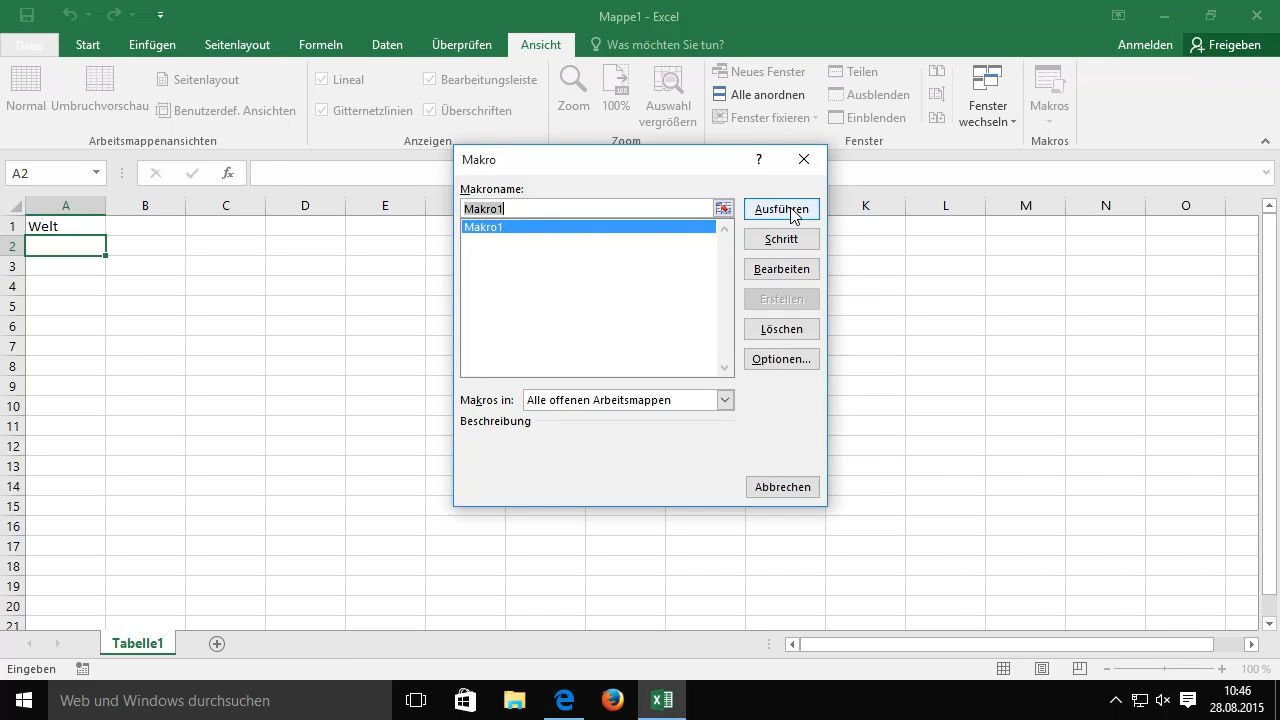 Mappe1 - Excel
Datei Start Einfügen Seitenlayout Formeln Daten Überprüfen Ansicht Was möchten Sie tun? Anmelden Freigeben
Normal Umbruchvorschau Seitenlayout Benutzerdef. Ansichten
Arbeitsmappenansichten
Lineal Bearbeitungsleiste
Gitternetzlinien Überschriften
Anzeigen
Zoom 100% Auswahl vergrößern
Zoom
Neues Fenster Teilen
Alle anordnen Ausblenden
Fenster fixieren Einblenden
Fenster wechseln
Fenster
Makros
Makros
A2 fx
A B C D E K L M N O
1 Welt
2
3
4
5
6
7
8
9
10
11
12
13
14
15
16
17
18
19
20
21
Makro ?
Makroname:
Makro1
Makro1
Ausführen
Schritt
Bearbeiten
Erstellen
Löschen
Optionen...
Makros in: Alle offenen Arbeitsmappen
Beschreibung
Abbrechen
Tabelle1
Eingeben 100 %
Web und Windows durchsuchen
10:46
28.08.2015